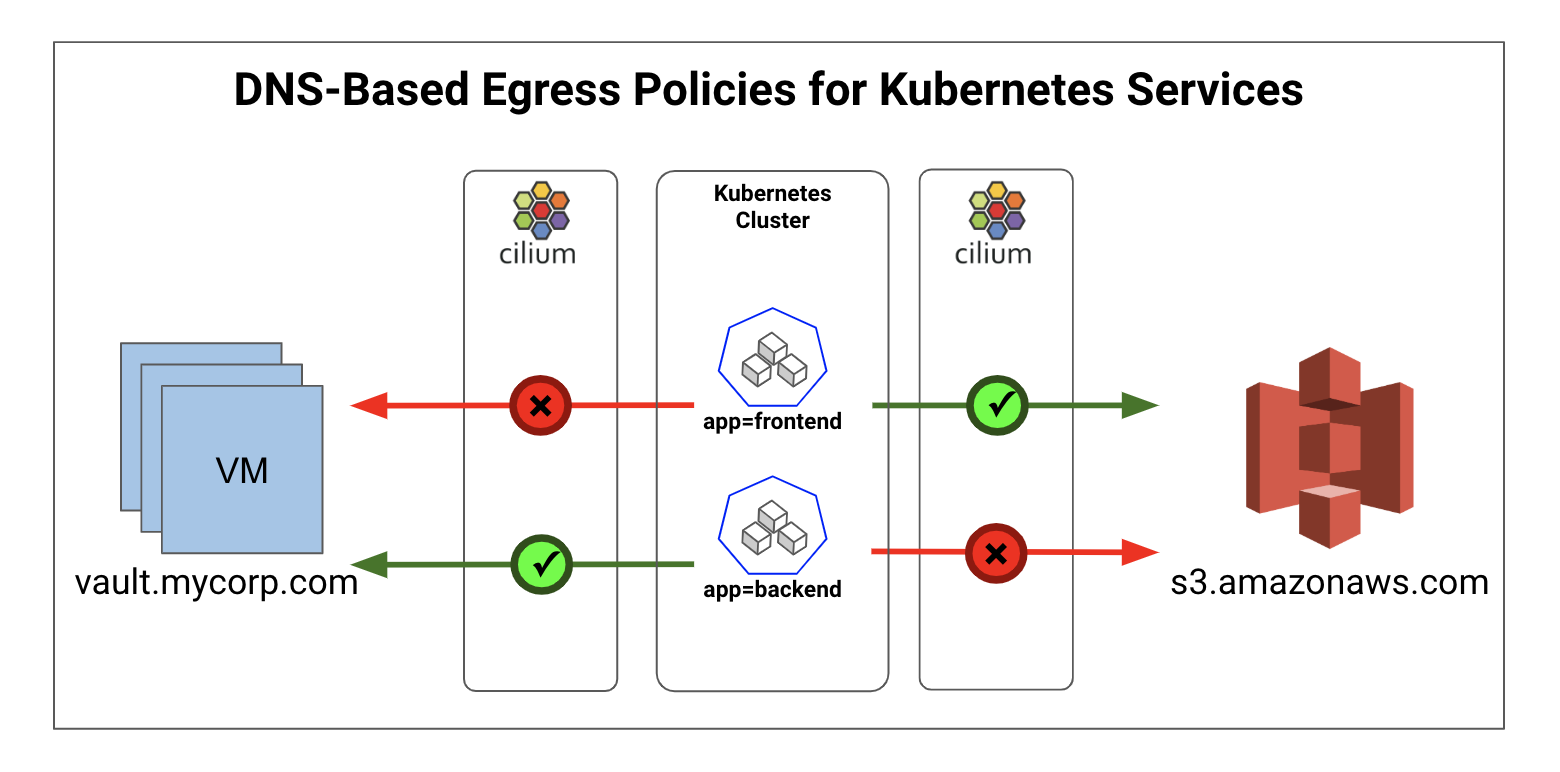 DNS-Based Egress Policies for Kubernetes Services
cilium
Kubernetes
Cluster
cilium
app=frontend
VM
vault.mycorp.com
app=backend
s3.amazonaws.com